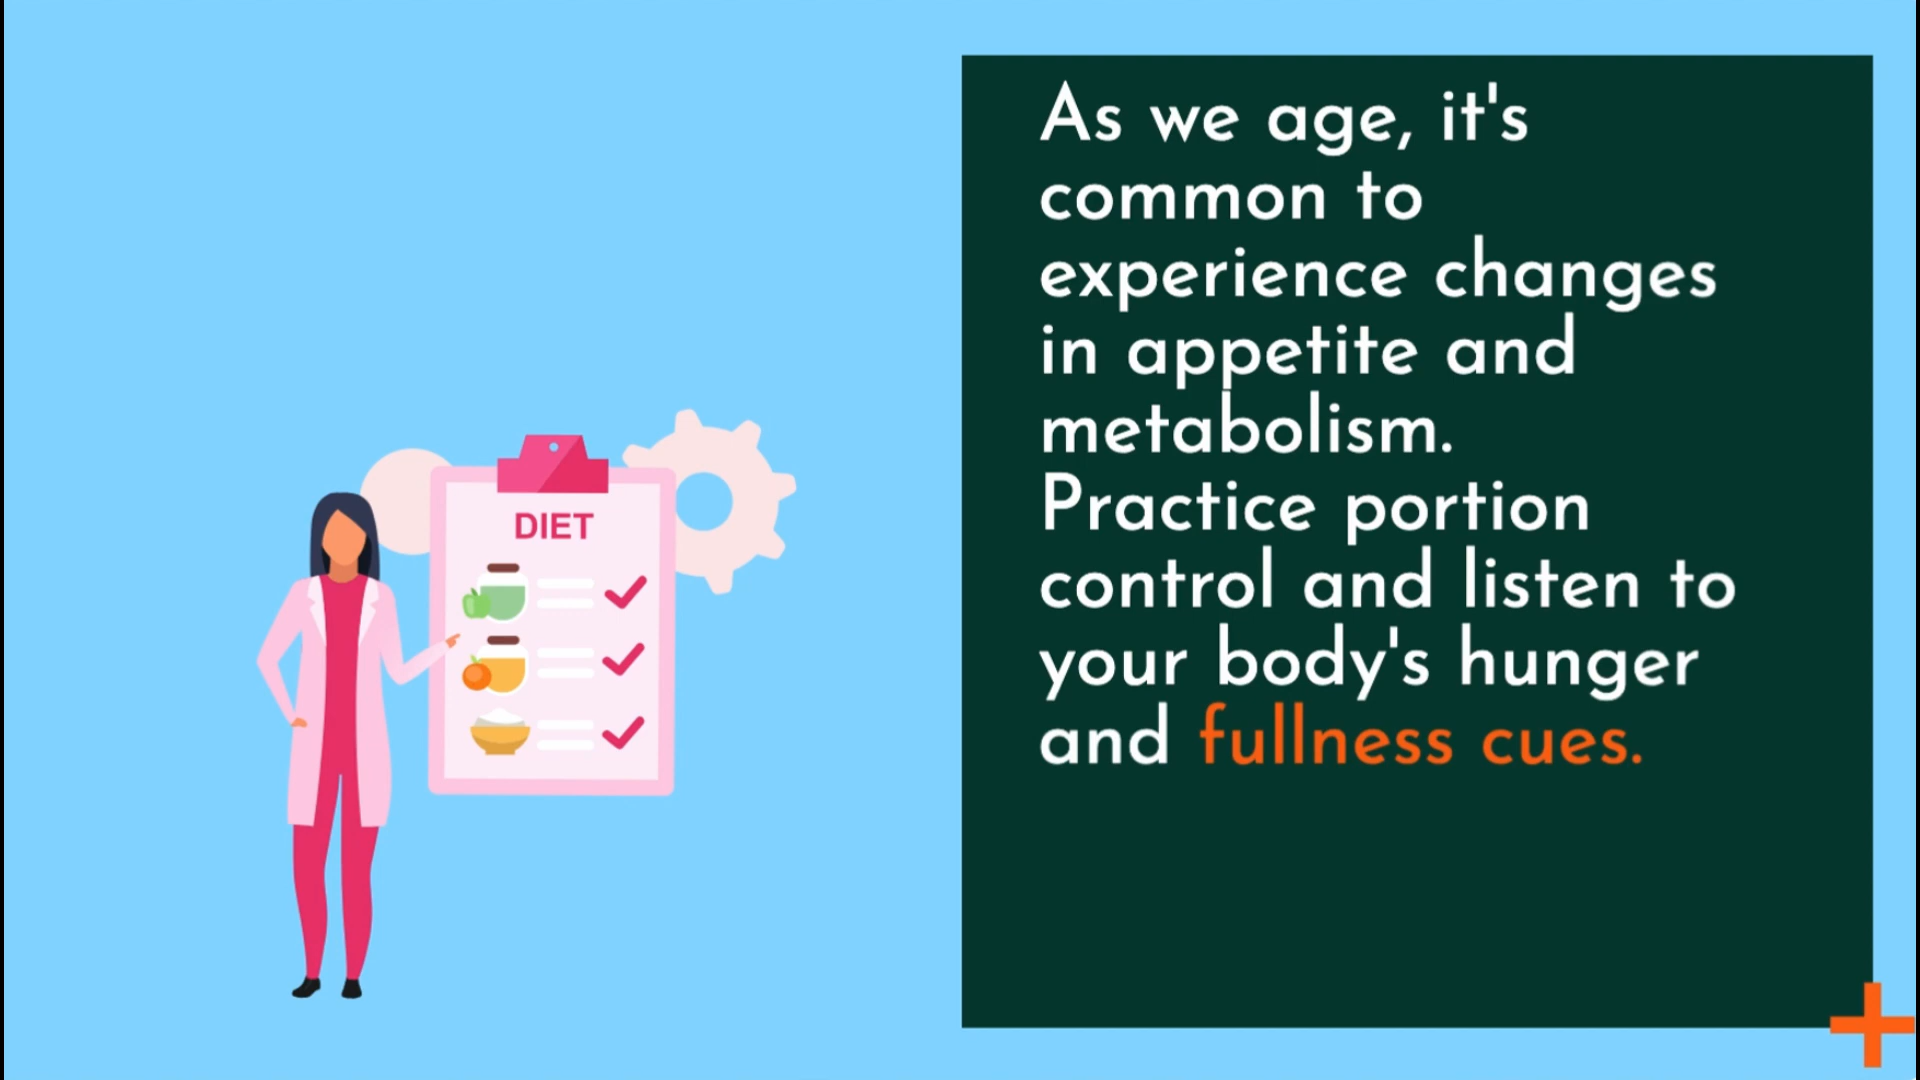 As we age, it's
common to
experience changes
in appetite and
metabolism.
Practice portion
control and listen to
your body's hunger
and fullness cues.
DIET